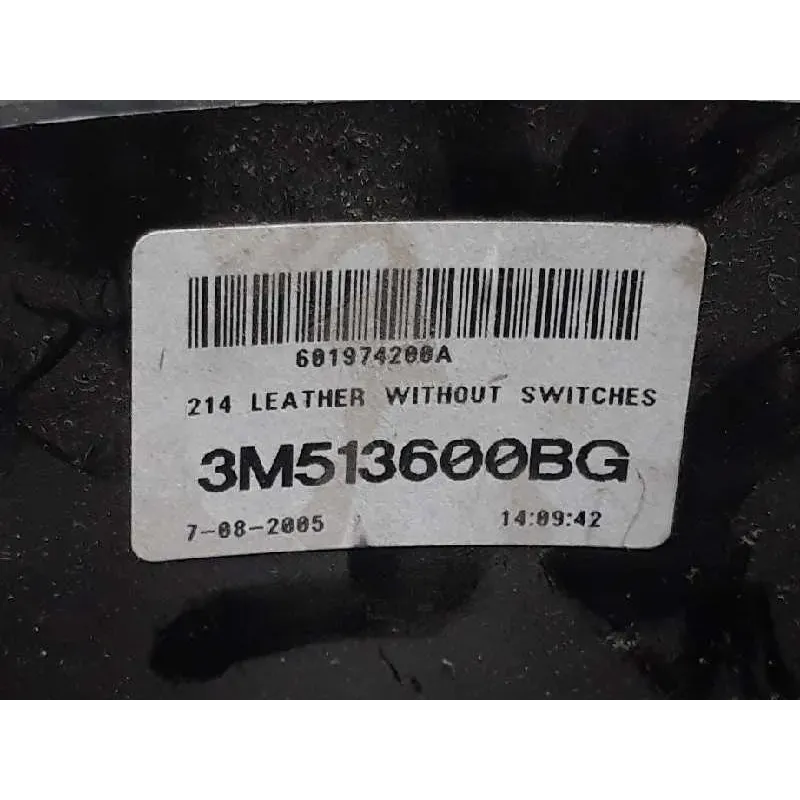 601974200A
214 LEATHER WITHOUT SWITCHES
3M513600BG
7-08-2005 14:09:42